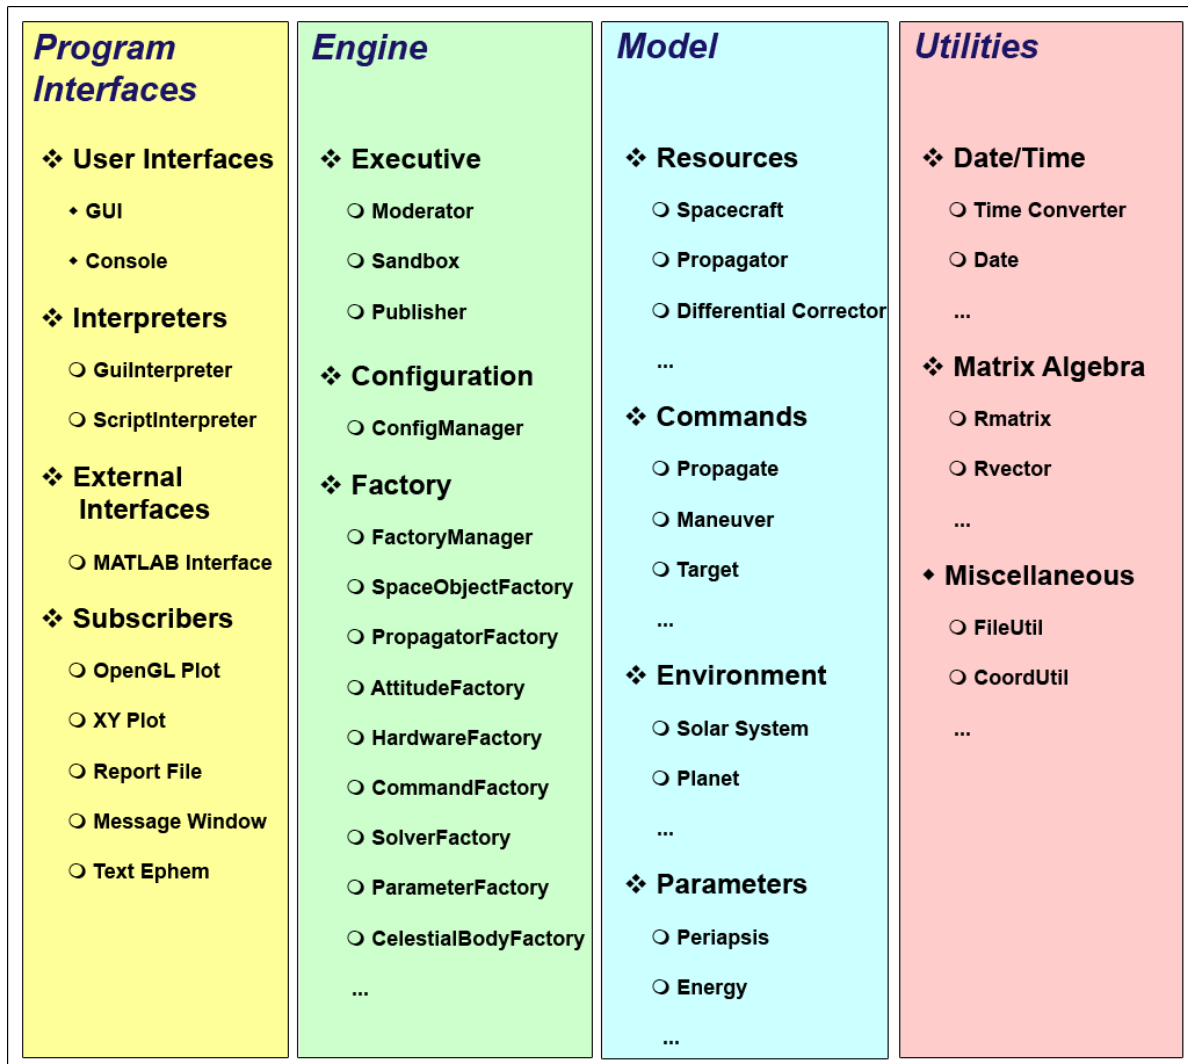 Program
Interfaces
❖ User Interfaces
◆ GUI
◆ Console
❖ Interpreters
❍ GuiInterpreter
❍ ScriptInterpreter
❖ External
Interfaces
❍ MATLAB Interface
❖ Subscribers
❍ OpenGL Plot
❍ XY Plot
❍ Report File
❍ Message Window
❍ Text Ephem
Engine
❖ Executive
❍ Moderator
❍ Sandbox
❍ Publisher
❖ Configuration
❍ ConfigManager
❖ Factory
❍ FactoryManager
❍ SpaceObjectFactory
❍ PropagatorFactory
❍ AttitudeFactory
❍ HardwareFactory
❍ CommandFactory
❍ SolverFactory
❍ ParameterFactory
❍ CelestialBodyFactory
...
Model
❖ Resources
❍ Spacecraft
❍ Propagator
❍ Differential Corrector
...
❖ Commands
❍ Propagate
❍ Maneuver
❍ Target
...
❖ Environment
❍ Solar System
❍ Planet
...
❖ Parameters
❍ Periapsis
❍ Energy
...
Utilities
❖ Date/Time
❍ Time Converter
❍ Date
...
❖ Matrix Algebra
❍ Rmatrix
❍ Rvector
...
◆ Miscellaneous
❍ FileUtil
❍ CoordUtil
...